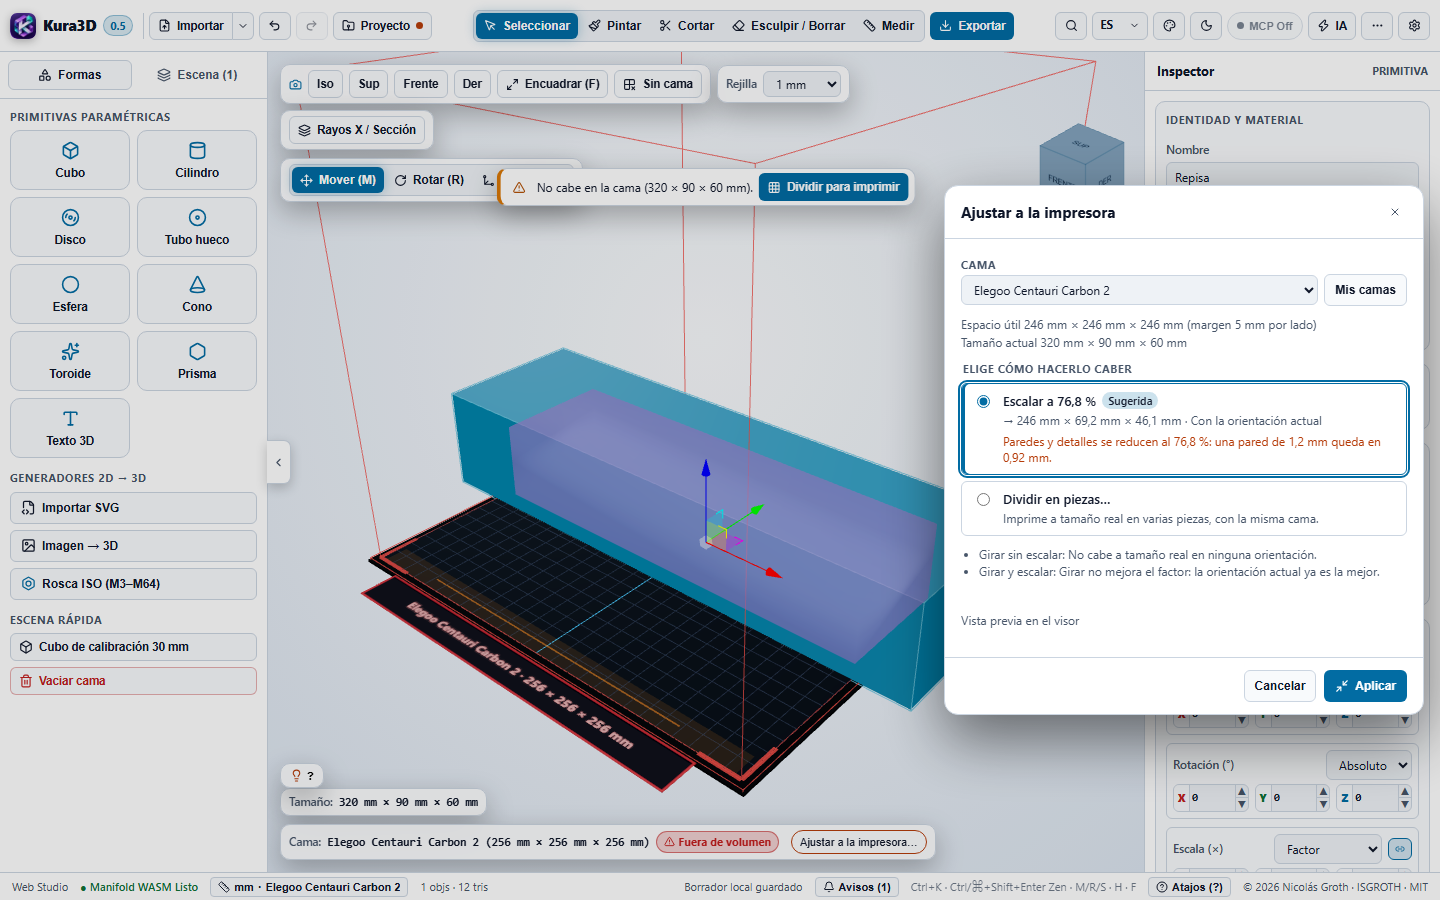 Kura3D 0.5 Importar Proyecto Seleccionar Pintar Cortar Esculpir / Borrar Medir Exportar ES MCP Off IA
Formas Escena (1)
PRIMITIVAS PARAMÉTRICAS
Cubo Cilindro
Disco Tubo hueco
Esfera Cono
Toroide Prisma
Texto 3D
GENERADORES 2D → 3D
Importar SVG
Imagen → 3D
Rosca ISO (M3–M64)
ESCENA RÁPIDA
Cubo de calibración 30 mm
Vaciar cama
Iso Sup Frente Der Encuadrar (F) Sin cama Rejilla 1 mm
Rayos X / Sección
Mover (M) Rotar (R)
No cabe en la cama (320 × 90 × 60 mm). Dividir para imprimir
SUP
DER
Elegoo Centauri Carbon 2 · 256 × 256 × 256 mm
?
Tamaño: 320 mm × 90 mm × 60 mm
Cama: Elegoo Centauri Carbon 2 (256 mm × 256 mm × 256 mm) Fuera de volumen Ajustar a la impresora...
Inspector PRIMITIVA
IDENTIDAD Y MATERIAL
Nombre
Repisa
Ajustar a la impresora
CAMA
Elegoo Centauri Carbon 2 Mis camas
Espacio útil 246 mm × 246 mm × 246 mm (margen 5 mm por lado)
Tamaño actual 320 mm × 90 mm × 60 mm
ELIGE CÓMO HACERLO CABER
Escalar a 76,8 % Sugerida
→ 246 mm × 69,2 mm × 46,1 mm · Con la orientación actual
Paredes y detalles se reducen al 76,8 %: una pared de 1,2 mm queda en
0,92 mm.
Dividir en piezas...
Imprime a tamaño real en varias piezas, con la misma cama.
• Girar sin escalar: No cabe a tamaño real en ninguna orientación.
• Girar y escalar: Girar no mejora el factor: la orientación actual ya es la mejor.
Vista previa en el visor
Cancelar Aplicar
Rotación (°) Absoluto
X 0 Y 0 Z 0
Escala (×) Factor
Web Studio ● Manifold WASM Listo mm · Elegoo Centauri Carbon 2 1 objs · 12 tris Borrador local guardado Avisos (1) Ctrl+K · Ctrl/⌘+Shift+Enter Zen · M/R/S · H · F Atajos (?) © 2026 Nicolás Groth · ISGROTH · MIT